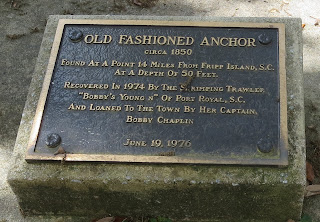 OLD FASHIONED ANCHOR
CIRCA 1850
FOUND AT A POINT 14 MILES FROM FRIPP ISLAND, S.C.
AT A DEPTH OF 50 FEET.
RECOVERED IN 1974 BY THE SHRIMPING TRAWLER
"BOBBY'S YOUNG'N" OF PORT ROYAL, S.C.
AND LOANED TO THE TOWN BY HER CAPTAIN,
BOBBY CHAPLIN
JUNE 19, 1976